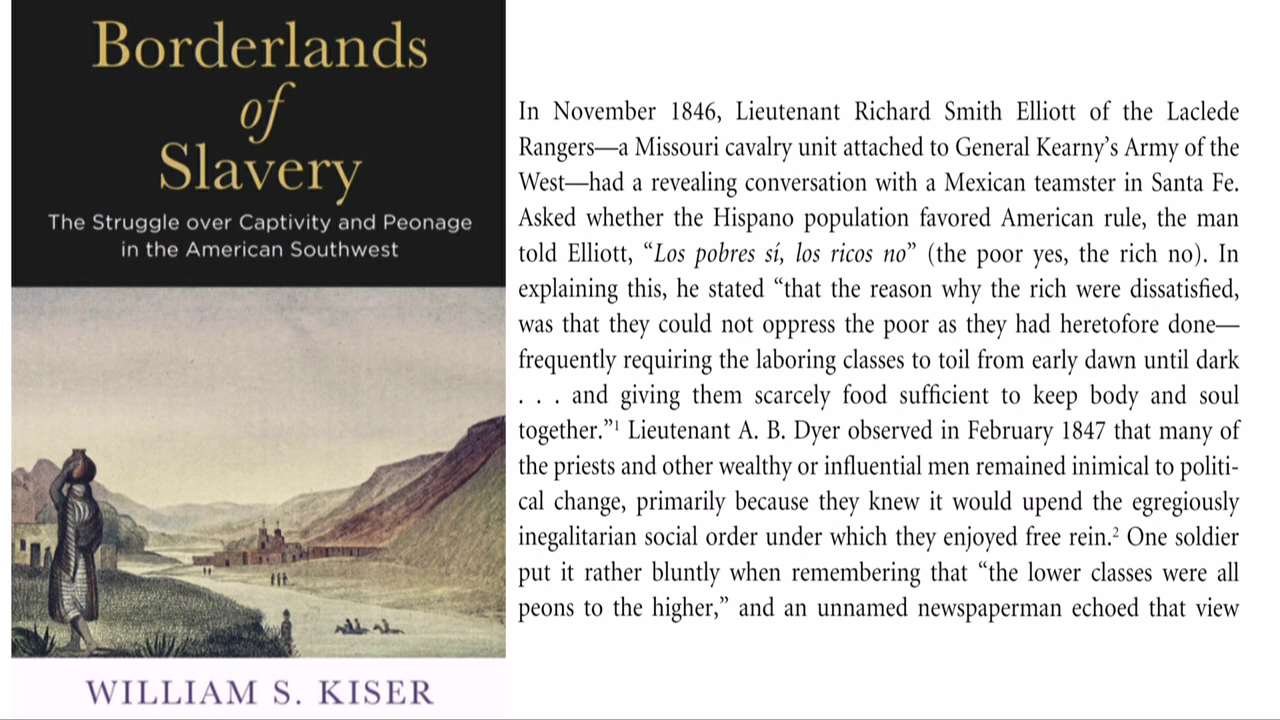 Borderlands
of
Slavery
The Struggle over Captivity and Peonage
in the American Southwest
WILLIAM S. KISER
In November 1846, Lieutenant Richard Smith Elliott of the Laclede
Rangers—a Missouri cavalry unit attached to General Kearny’s Army of the
West—had a revealing conversation with a Mexican teamster in Santa Fe.
Asked whether the Hispano population favored American rule, the man
told Elliott, “Los pobres sí, los ricos no” (the poor yes, the rich no). In
explaining this, he stated “that the reason why the rich were dissatisfied,
was that they could not oppress the poor as they had heretofore done—
frequently requiring the laboring classes to toil from early dawn until dark
. . . and giving them scarcely food sufficient to keep body and soul
together.”¹ Lieutenant A. B. Dyer observed in February 1847 that many of
the priests and other wealthy or influential men remained inimical to politi-
cal change, primarily because they knew it would upend the egregiously
inegalitarian social order under which they enjoyed free rein.² One soldier
put it rather bluntly when remembering that “the lower classes were all
peons to the higher,” and an unnamed newspaperman echoed that view